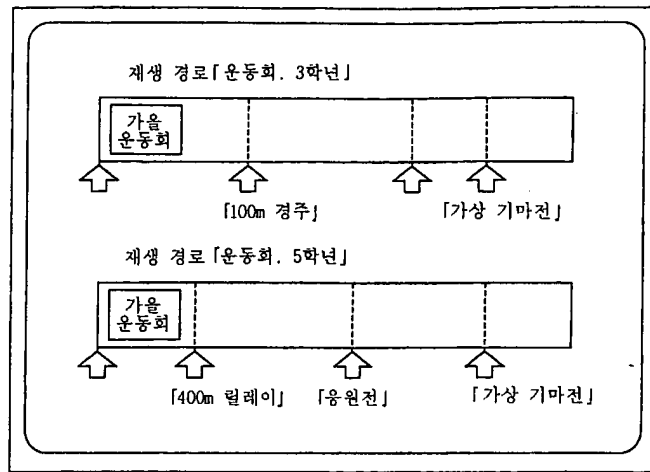 재생 경로「운동회. 3학년」
가을
운동회
「100m 경주」
「가상 기마전」
재생 경로「운동회. 5학년」
가을
운동회
「400m 릴레이」
「응원전」
「가상 기마전」